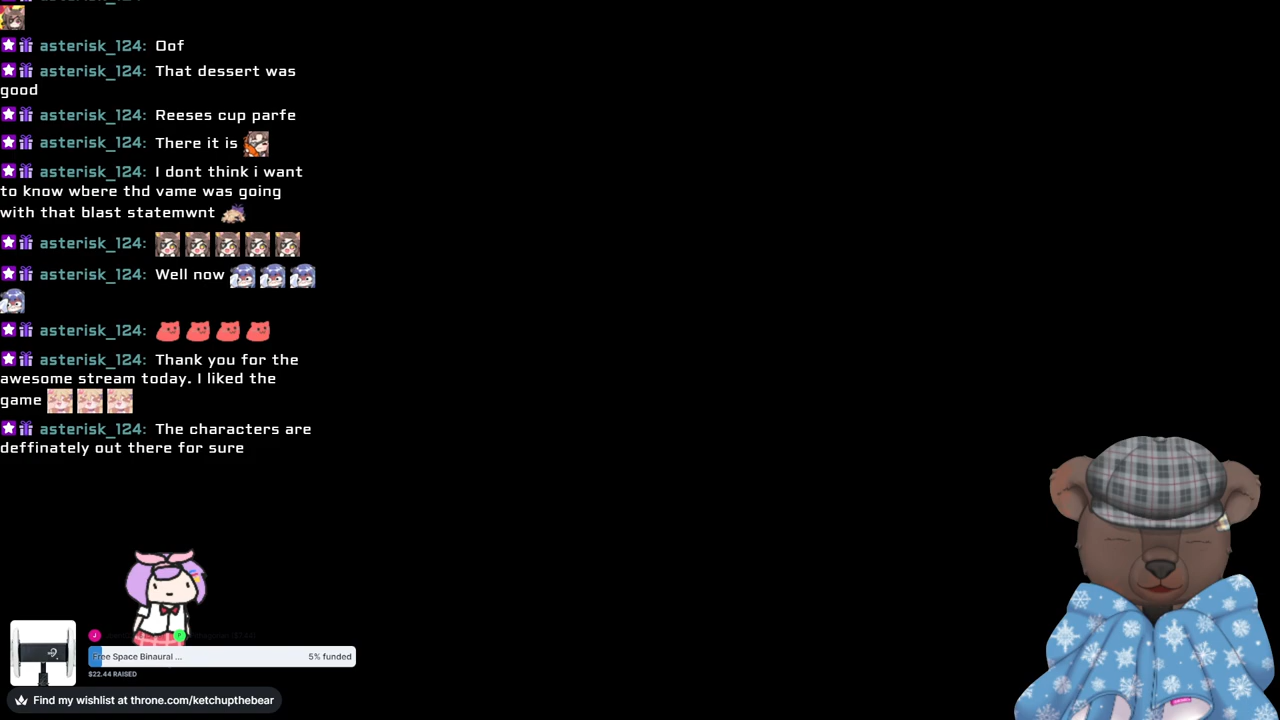 asterisk_124: Oof
asterisk_124: That dessert was
good
asterisk_124: Reeses cup parfe
asterisk_124: There it is
asterisk_124: I dont think i want
to know wbere thd vame was going
with that blast statemwnt
asterisk_124:
asterisk_124: Well now
asterisk_124:
asterisk_124: Thank you for the
awesome stream today. I liked the
game
asterisk_124: The characters are
deffinately out there for sure
Free Space Binaural ... 5% funded
$22.44 RAISED
Find my wishlist at throne.com/ketchupthebear